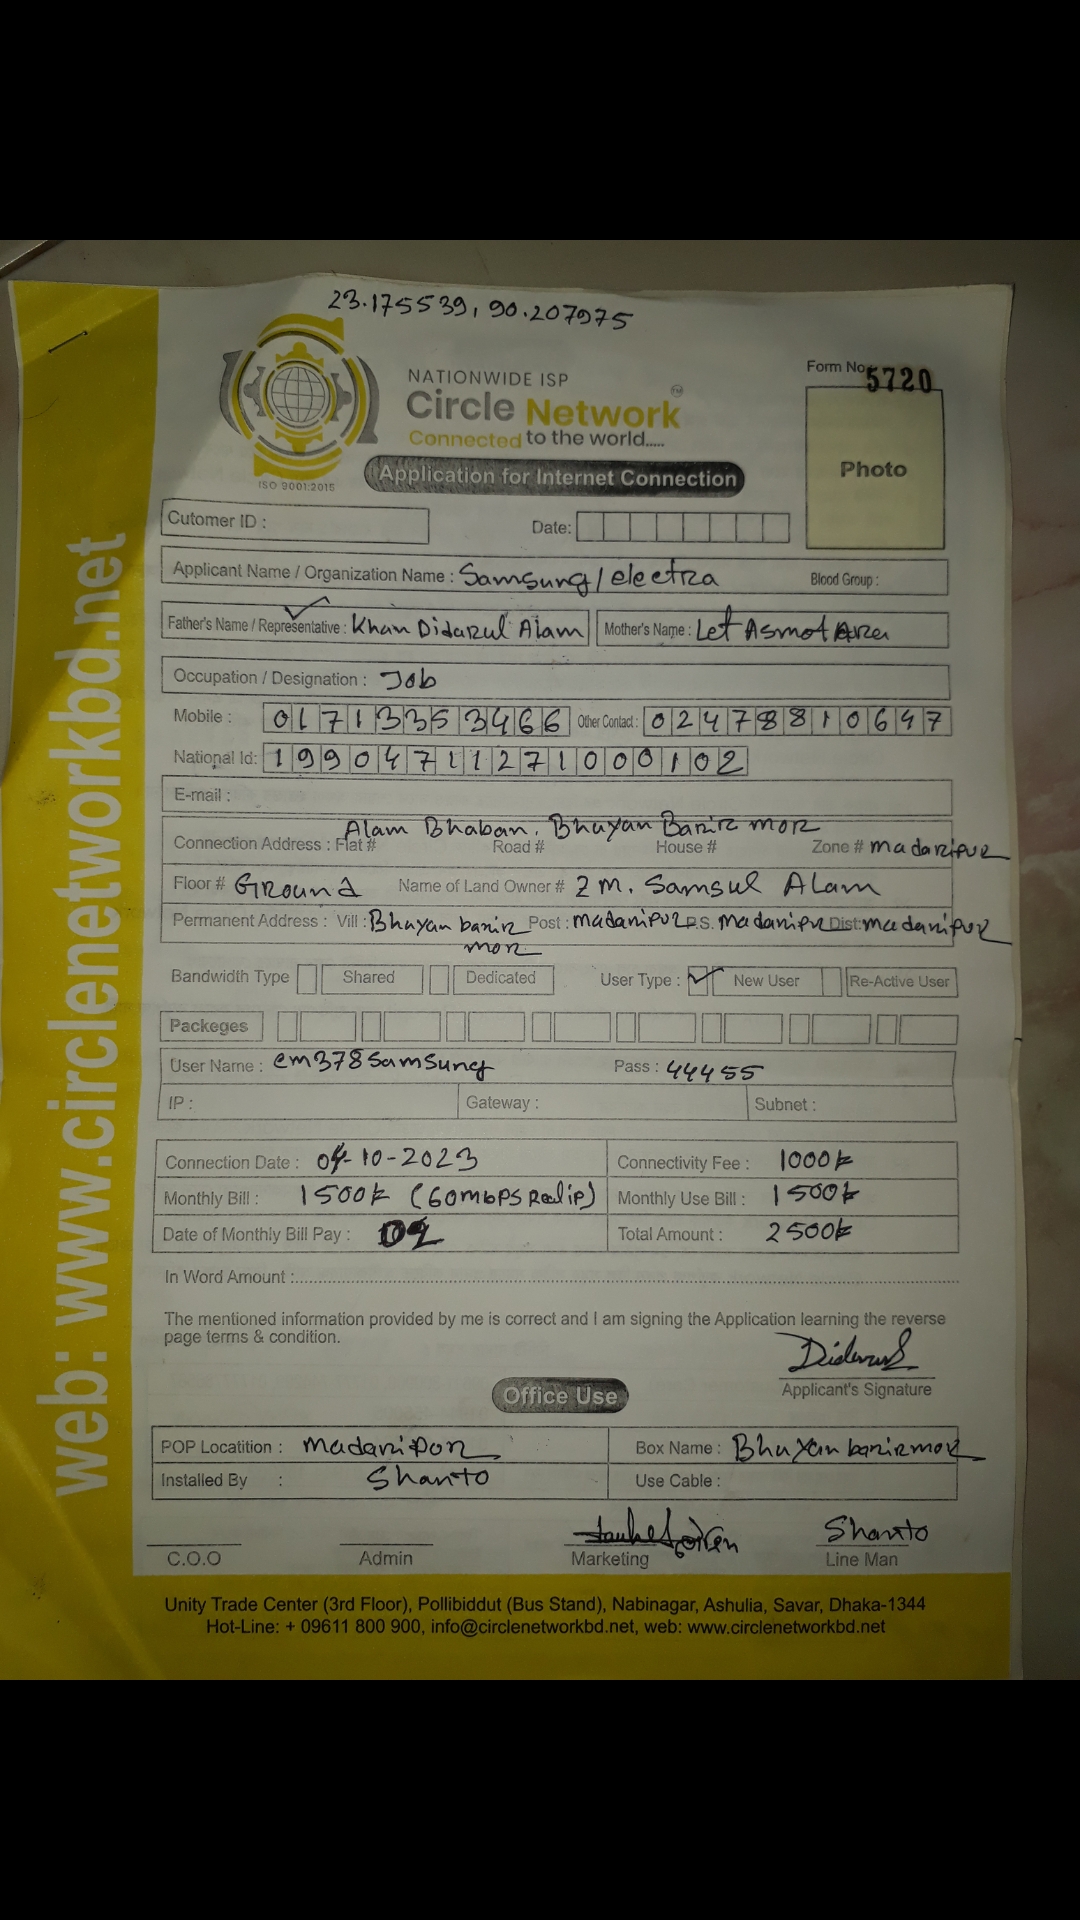 23.175539, 90.207975
NATIONWIDE ISP
Circle Network TM
Connected to the world.....
ISO 9001:2015
Form No. 5720
Photo
Application for Internet Connection
Cutomer ID :
Date:
Applicant Name / Organization Name : Samsung/electra Blood Group :
Father's Name / Representative : Khan Didarul Alam Mother's Name : Let Asmot Ara
Occupation / Designation : Job
Mobile : 01713353466 Other Contact : 02478810647
National Id: 19904711271000102
E-mail :
Alam Bhaban, Bhuyan Barir mor
Connection Address : Flat # Road # House # Zone # madaripur
Floor # Ground Name of Land Owner # Z M. Samsul Alam
Permanent Address : Vill : Bhuyan barir Post : madaripur P.S. madaripur Dist: madaripur
mor
Bandwidth Type Shared Dedicated User Type : New User Re-Active User
Packeges
User Name : em378samsung Pass : 44455
IP : Gateway : Subnet :
Connection Date : 04-10-2023 Connectivity Fee : 1000/=
Monthly Bill : 1500/= (60mbps Real ip) Monthly Use Bill : 1500/=
Date of Monthly Bill Pay : Total Amount : 2500/=
In Word Amount :
The mentioned information provided by me is correct and I am signing the Application learning the reverse
page terms & condition.
Applicant's Signature
Office Use
POP Locatition : madaripor Box Name : Bhuyan barir mor
Installed By : Shanto Use Cable :
Shanto
C.O.O Admin Marketing Line Man
Unity Trade Center (3rd Floor), Pollibiddut (Bus Stand), Nabinagar, Ashulia, Savar, Dhaka-1344
Hot-Line: + 09611 800 900, info@circlenetworkbd.net, web: www.circlenetworkbd.net
web: www.circlenetworkbd.net